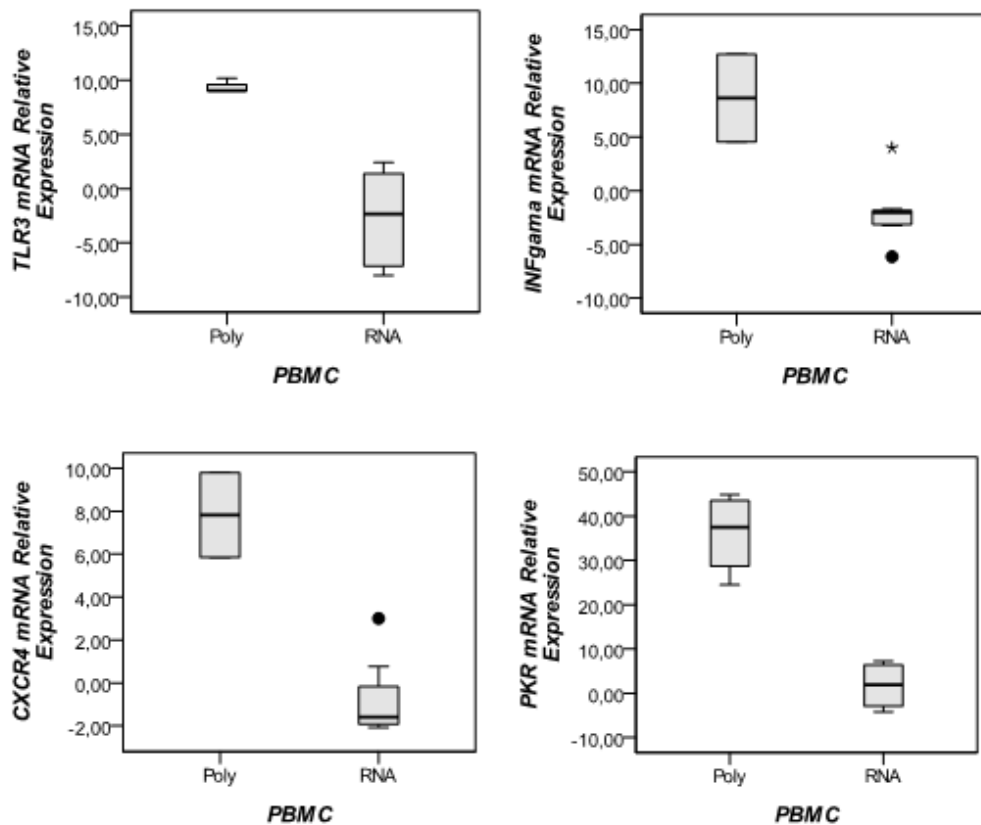 TLR3 mRNA Relative
Expression
15,00
10,00
5,00
0,00
-5,00
-10,00
Poly
RNA
PBMC
INFgama mRNA Relative
Expression
15,00
10,00
5,00
0,00
-5,00
-10,00
*
Poly
RNA
PBMC
CXCR4 mRNA Relative
Expression
10,00
8,00
6,00
4,00
2,00
0,00
-2,00
Poly
RNA
PBMC
PKR mRNA Relative
Expression
50,00
40,00
30,00
20,00
10,00
0,00
-10,00
Poly
RNA
PBMC